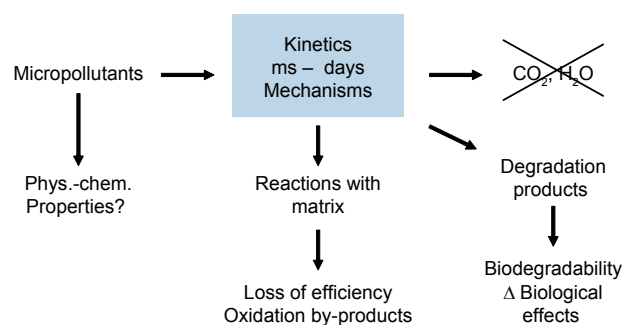 Micropollutants
Kinetics
ms – days
Mechanisms
CO₂, H₂O
Phys.-chem.
Properties?
Reactions with
matrix
Degradation
products
Loss of efficiency
Oxidation by-products
Biodegradability
Δ Biological
effects